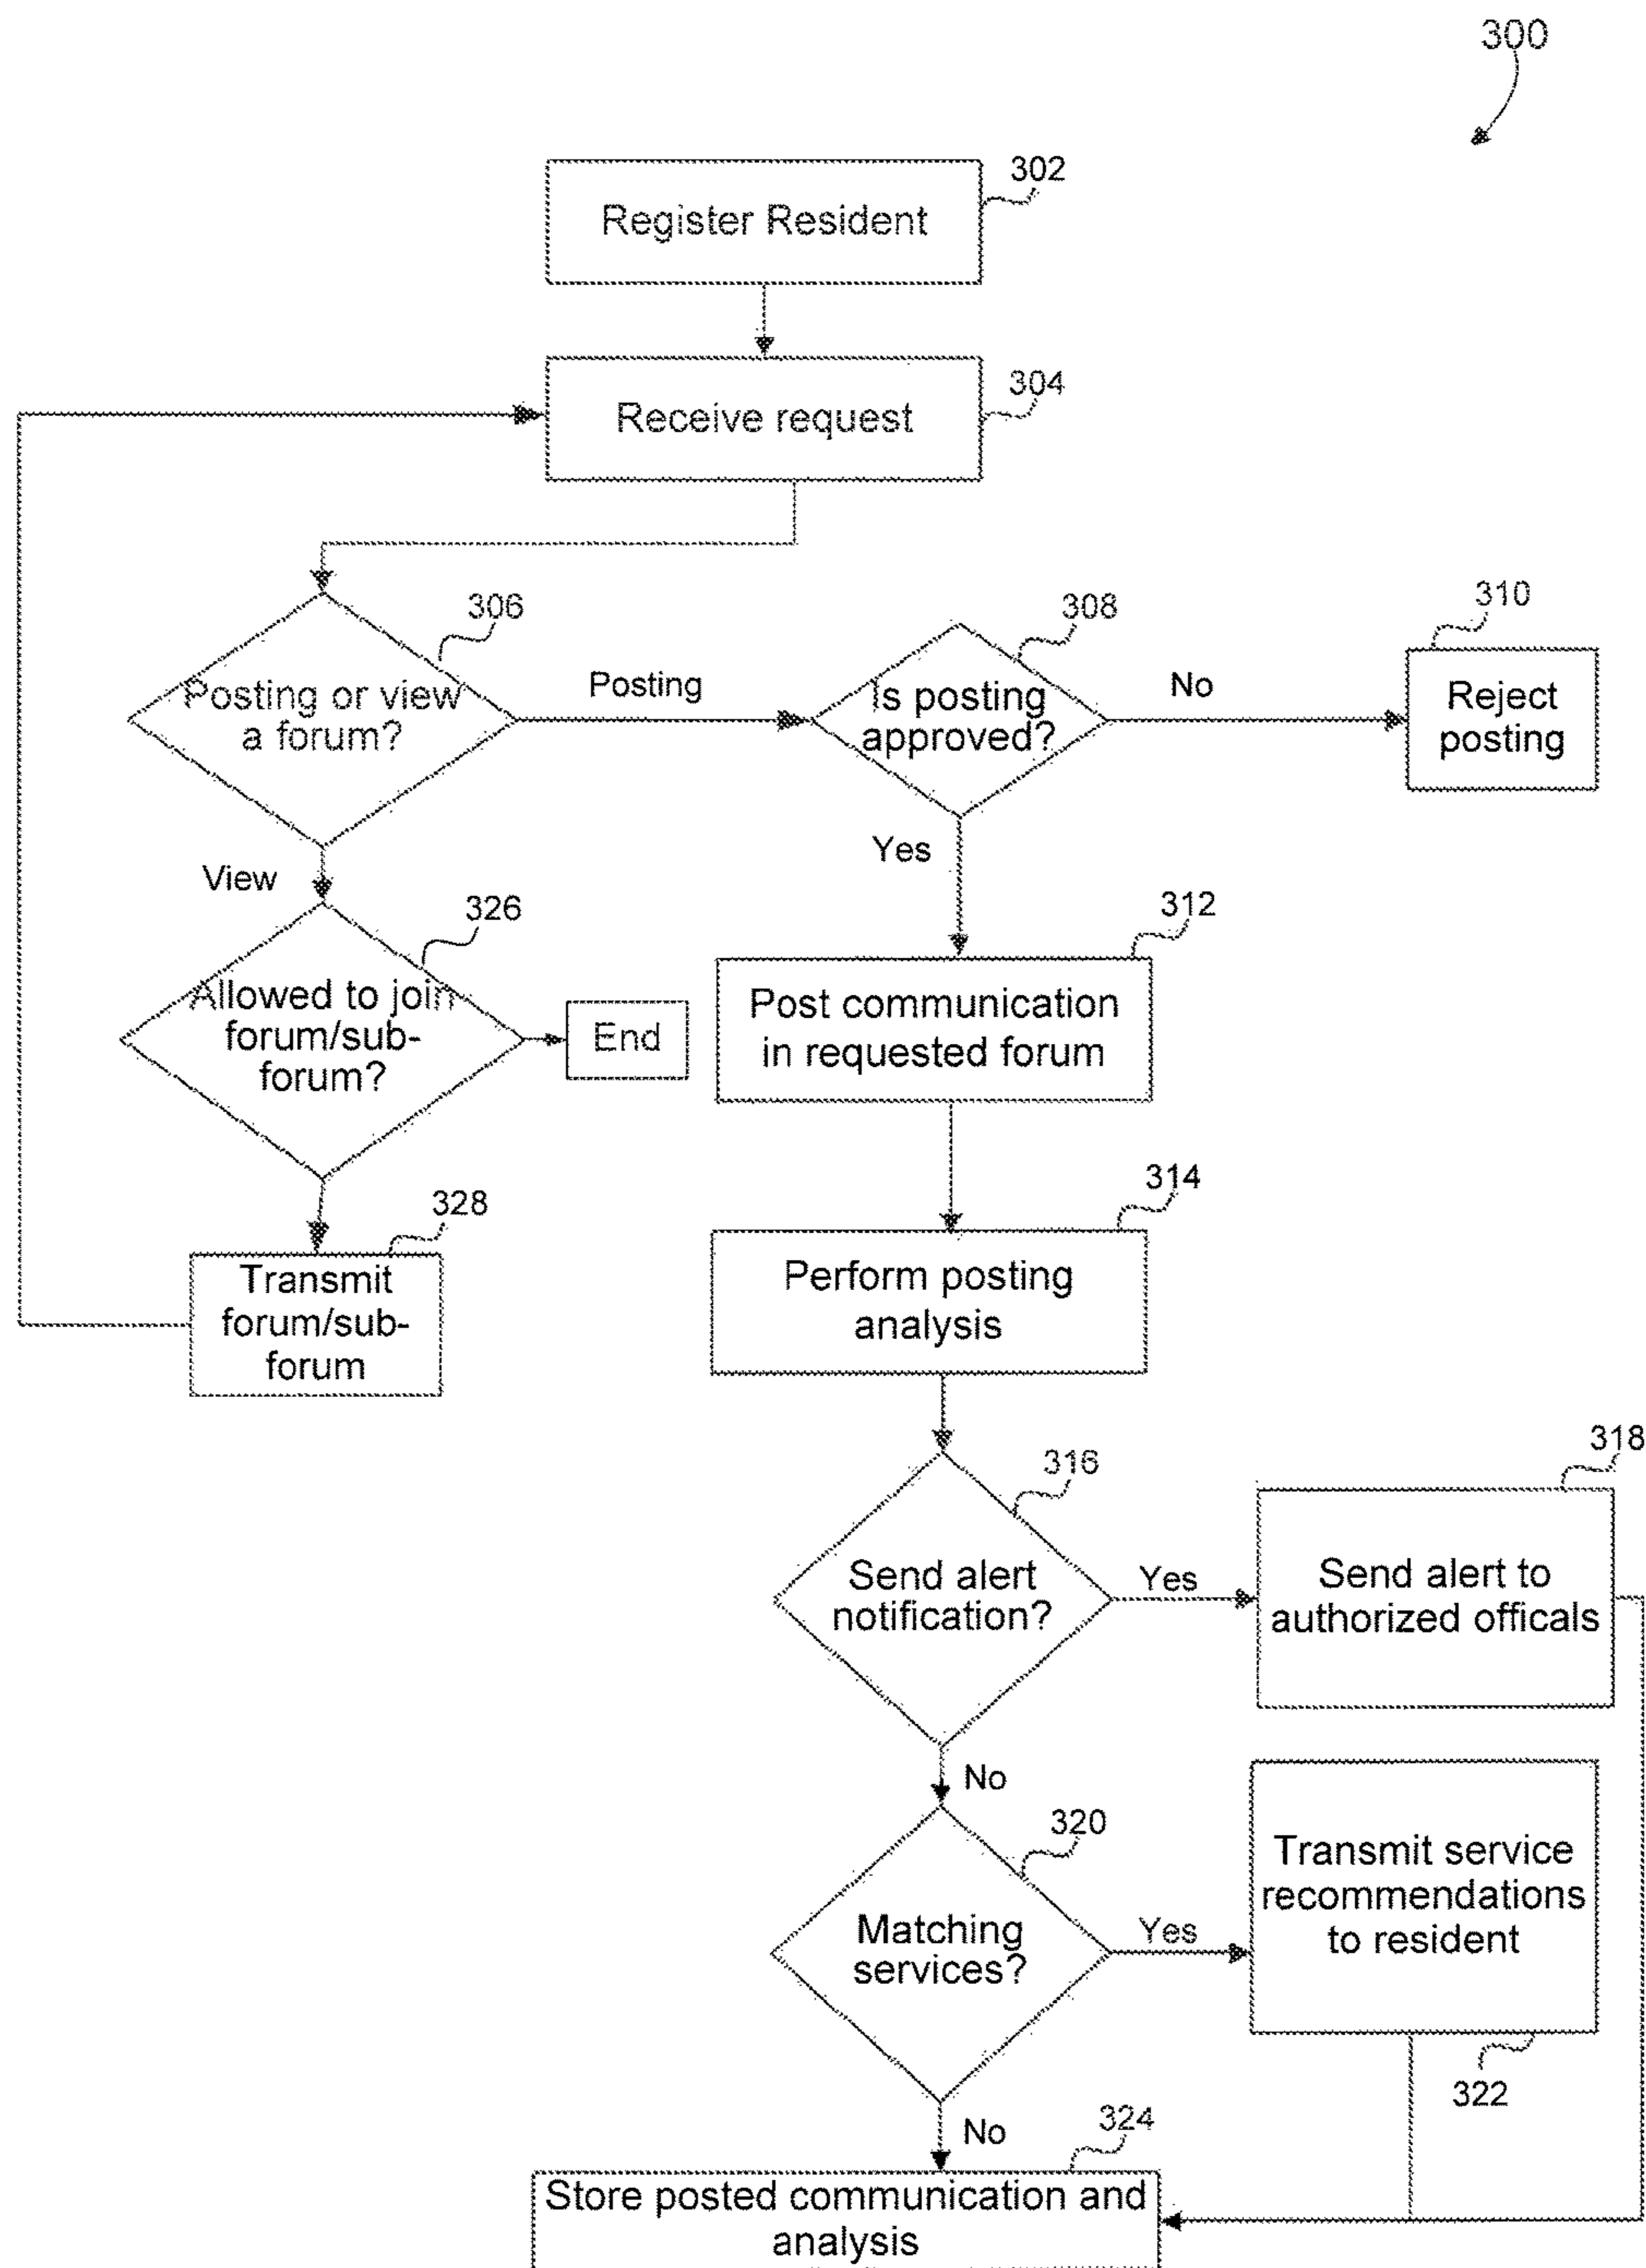 300
302
Register Resident
304
Receive request
306
Posting or view
a forum?
Posting
308
Is posting
approved?
No
310
Reject
posting
View
Yes
326
Allowed to join
forum/sub-
forum?
End
312
Post communication
in requested forum
328
Transmit
forum/sub-
forum
314
Perform posting
analysis
316
Send alert
notification?
Yes
318
Send alert to
authorized officals
No
320
Matching
services?
Yes
Transmit service
recommendations
to resident
322
No
324
Store posted communication and
analysis